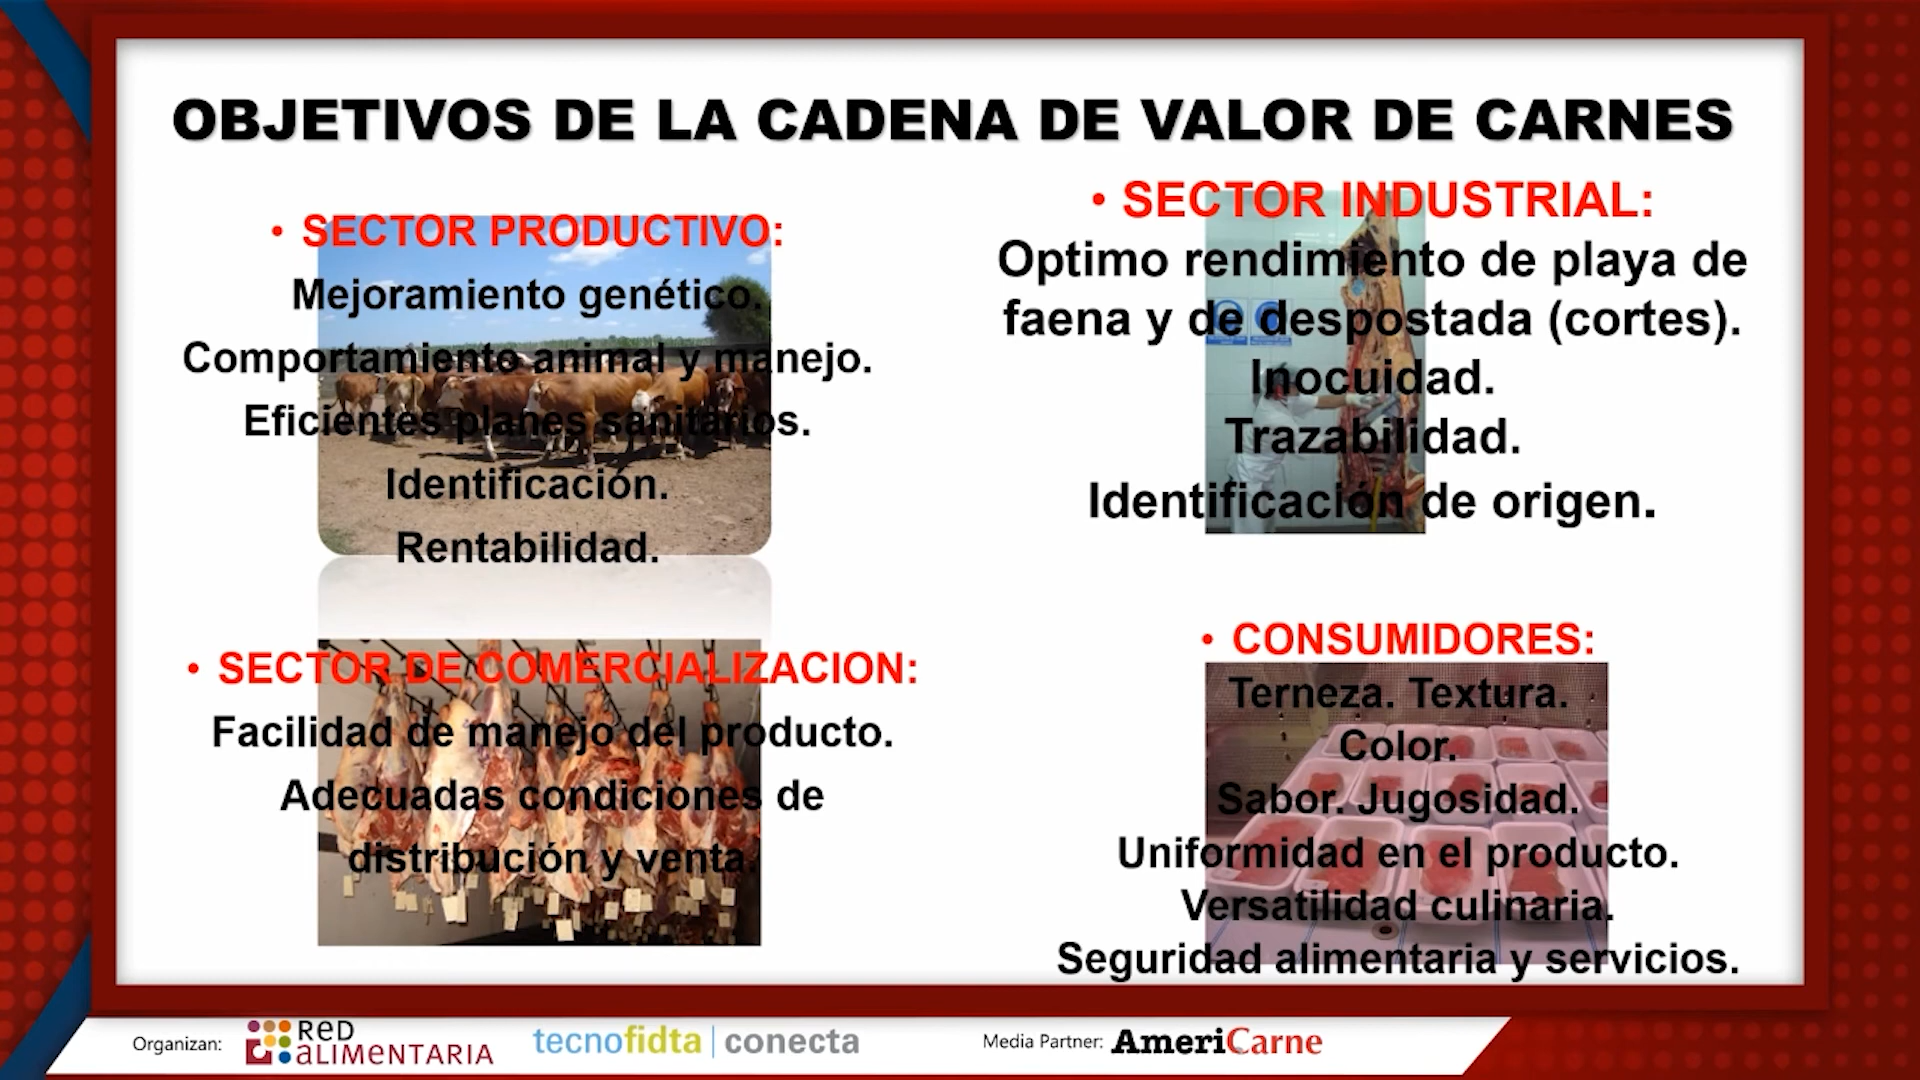 OBJETIVOS DE LA CADENA DE VALOR DE CARNES
• SECTOR PRODUCTIVO:
Mejoramiento genético.
Comportamiento animal y manejo.
Eficientes planes sanitarios.
Identificación.
Rentabilidad.
• SECTOR INDUSTRIAL:
Optimo rendimiento de playa de
faena y de despostada (cortes).
Inocuidad.
Trazabilidad.
Identificación de origen.
• SECTOR DE COMERCIALIZACION:
Facilidad de manejo del producto.
Adecuadas condiciones de
distribución y venta.
• CONSUMIDORES:
Terneza. Textura.
Color.
Sabor. Jugosidad.
Uniformidad en el producto.
Versatilidad culinaria.
Seguridad alimentaria y servicios.
Organizan:
RED
ALIMENTARIA
tecnofidta | conecta
Media Partner: AmeriCarne